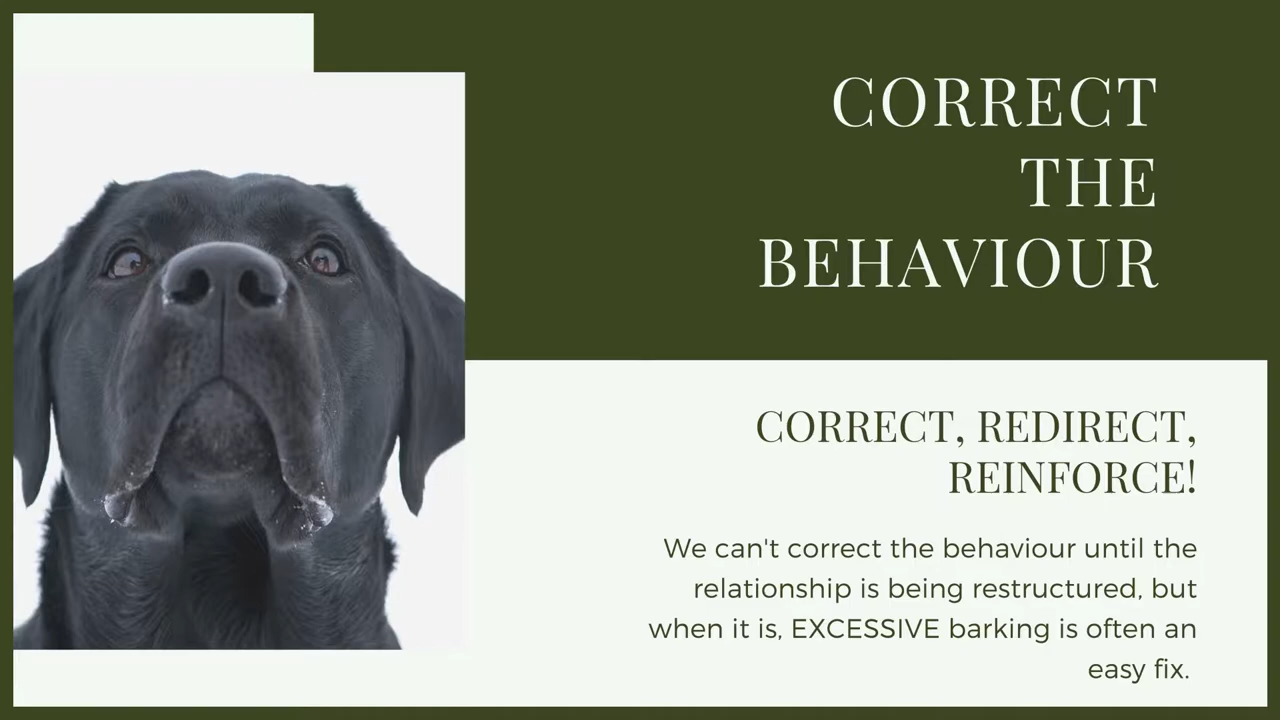 CORRECT
THE
BEHAVIOUR
CORRECT, REDIRECT,
REINFORCE!
We can't correct the behaviour until the
relationship is being restructured, but
when it is, EXCESSIVE barking is often an
easy fix.